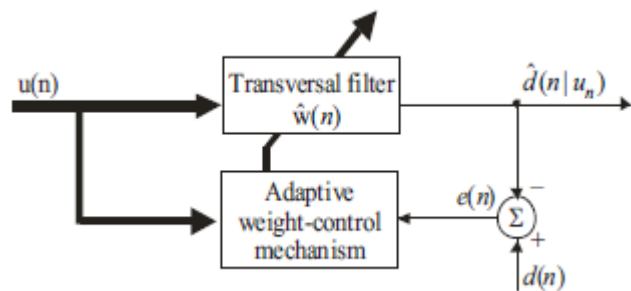 u(n)
Transversal filter
ŵ(n)
d̂(n|uₙ)
Adaptive
weight-control
mechanism
e(n)
−
Σ
+
d(n)